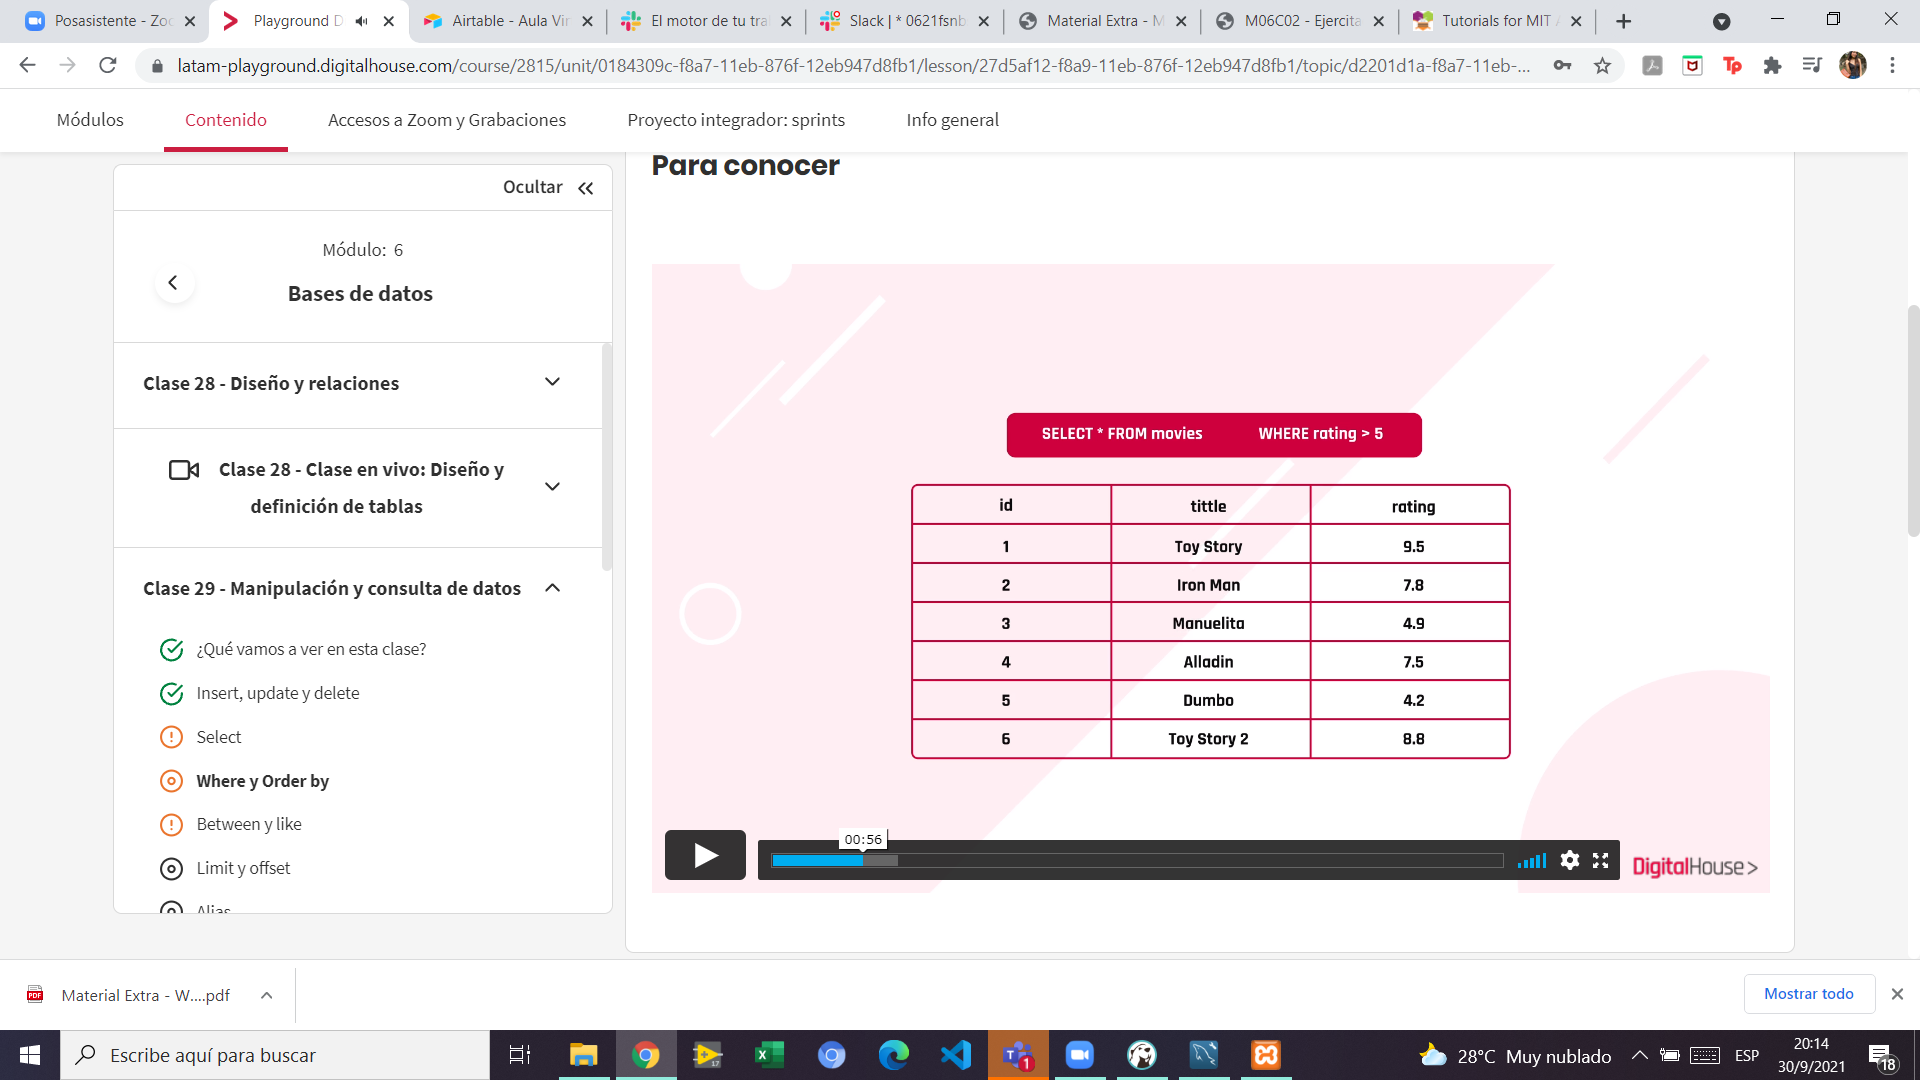 Posasistente - Zoo
Playground D
Airtable - Aula Vir
El motor de tu tra
Slack | * 0621fsnb
Material Extra - M
M06C02 - Ejercita
Tutorials for MIT A
latam-playground.digitalhouse.com/course/2815/unit/0184309c-f8a7-11eb-876f-12eb947d8fb1/lesson/27d5af12-f8a9-11eb-876f-12eb947d8fb1/topic/d2201d1a-f8a7-11eb-...
Módulos
Contenido
Accesos a Zoom y Grabaciones
Proyecto integrador: sprints
Info general
Ocultar
Módulo: 6
Bases de datos
Clase 28 - Diseño y relaciones
Clase 28 - Clase en vivo: Diseño y
definición de tablas
Clase 29 - Manipulación y consulta de datos
¿Qué vamos a ver en esta clase?
Insert, update y delete
Select
Where y Order by
Between y like
Limit y offset
Alias
Para conocer
SELECT * FROM movies WHERE rating > 5
id tittle rating
1 Toy Story 9.5
2 Iron Man 7.8
3 Manuelita 4.9
4 Alladin 7.5
5 Dumbo 4.2
6 Toy Story 2 8.8
00:56
DigitalHouse>
Material Extra - W....pdf
Mostrar todo
Escribe aquí para buscar
28°C Muy nublado
ESP
20:14
30/9/2021
18